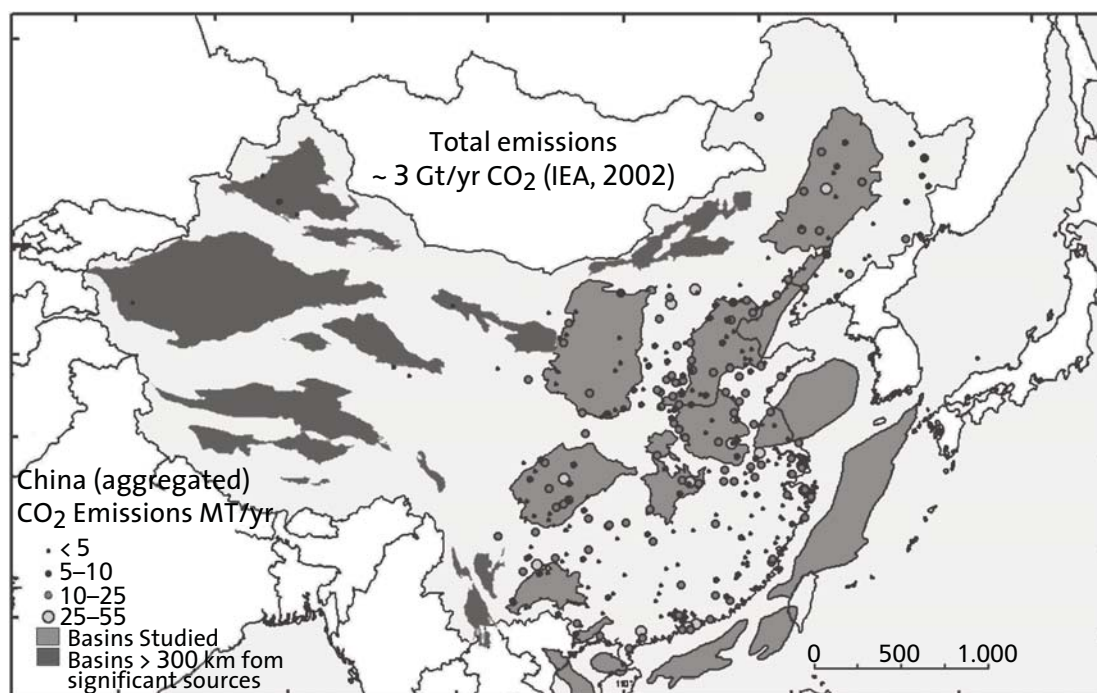 Total emissions
~ 3 Gt/yr CO₂ (IEA, 2002)
China (aggregated)
CO₂ Emissions MT/yr
< 5
5–10
10–25
25–55
Basins Studied
Basins > 300 km fom
significant sources
0 500 1.000